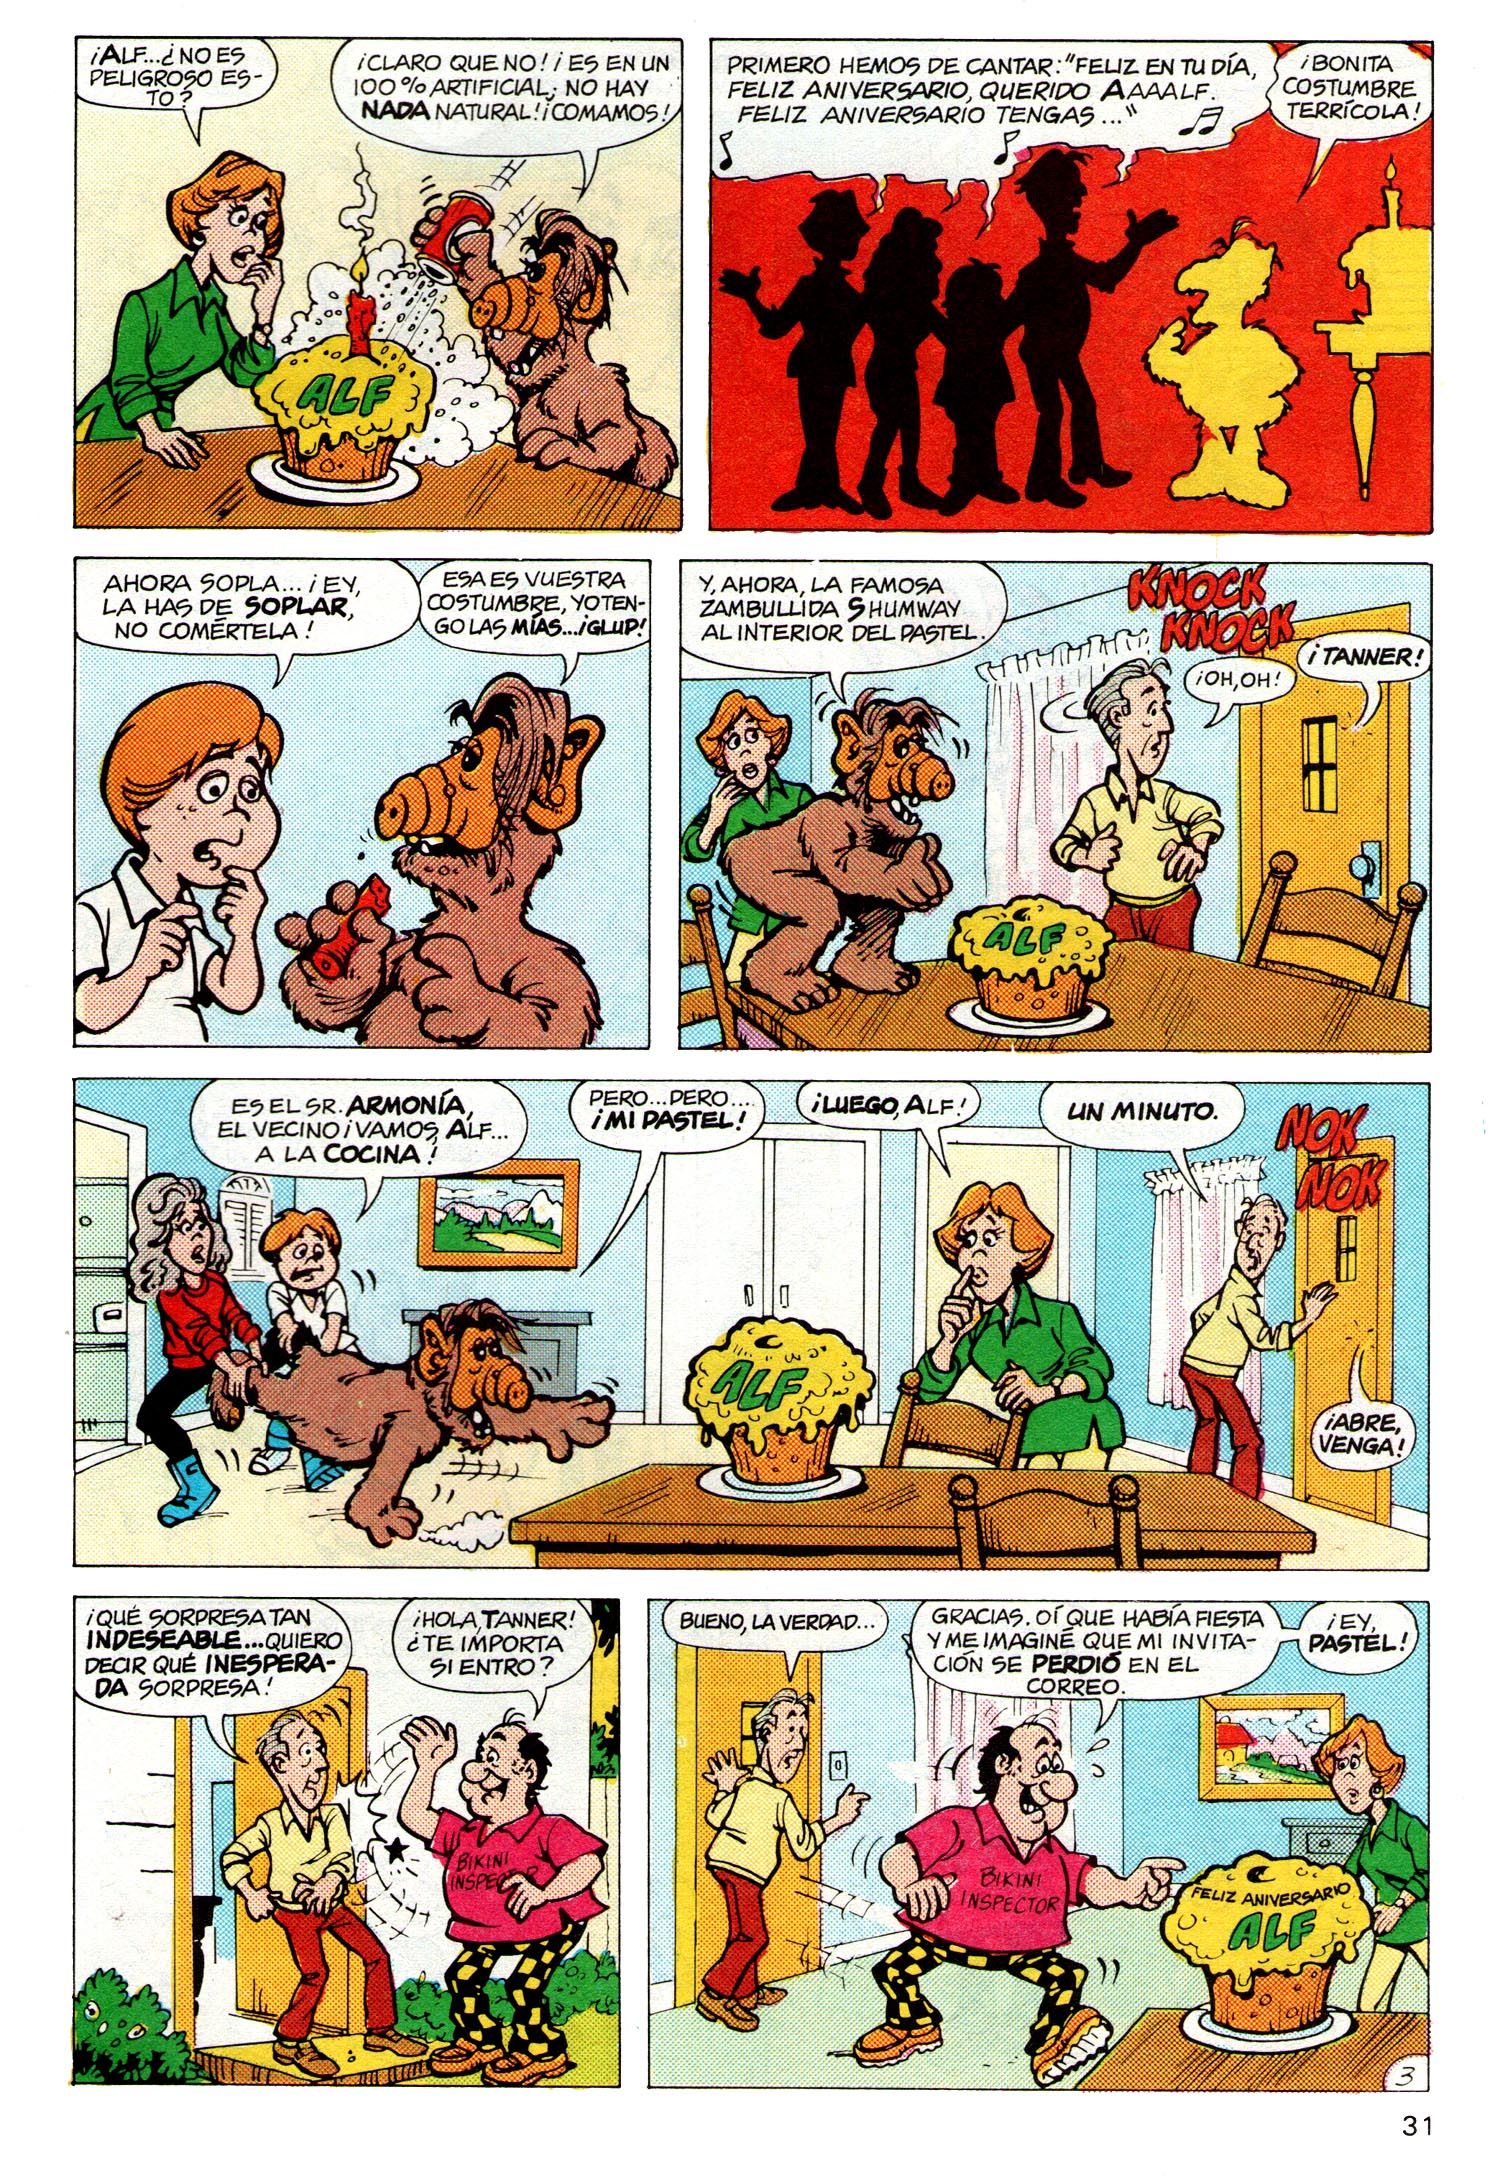 ¡ALF...¿NO ES
PELIGROSO ES-
TO?
¡CLARO QUE NO! ¡ES EN UN
100% ARTIFICIAL; NO HAY
NADA NATURAL! ¡COMAMOS!
ALF
PRIMERO HEMOS DE CANTAR: "FELIZ EN TU DÍA,
FELIZ ANIVERSARIO, QUERIDO AAAALF.
FELIZ ANIVERSARIO TENGAS..."
¡BONITA
COSTUMBRE
TERRÍCOLA!
AHORA SOPLA... ¡EY,
LA HAS DE SOPLAR,
NO COMÉRTELA!
ESA ES VUESTRA
COSTUMBRE, YO TEN-
GO LAS MÍAS...¡GLUP!
Y, AHORA, LA FAMOSA
ZAMBULLIDA SHUMWAY
AL INTERIOR DEL PASTEL.
KNOCK
KNOCK
¡OH, OH!
¡TANNER!
ALF
ES EL SR. ARMONÍA,
EL VECINO ¡VAMOS, ALF...
A LA COCINA!
PERO...PERO...
¡MI PASTEL!
¡LUEGO, ALF!
UN MINUTO.
NOK
NOK
¡ABRE,
VENGA!
ALF
¡QUÉ SORPRESA TAN
INDESEABLE...QUIERO
DECIR QUÉ INESPERA-
DA SORPRESA!
¡HOLA, TANNER!
¿TE IMPORTA
SI ENTRO?
BIKINI
INSPECTOR
BUENO, LA VERDAD...
GRACIAS. OÍ QUE HABÍA FIESTA
Y ME IMAGINÉ QUE MI INVITA-
CIÓN SE PERDIÓ EN EL
CORREO.
¡EY,
PASTEL!
BIKINI
INSPECTOR
FELIZ ANIVERSARIO
ALF
3
31